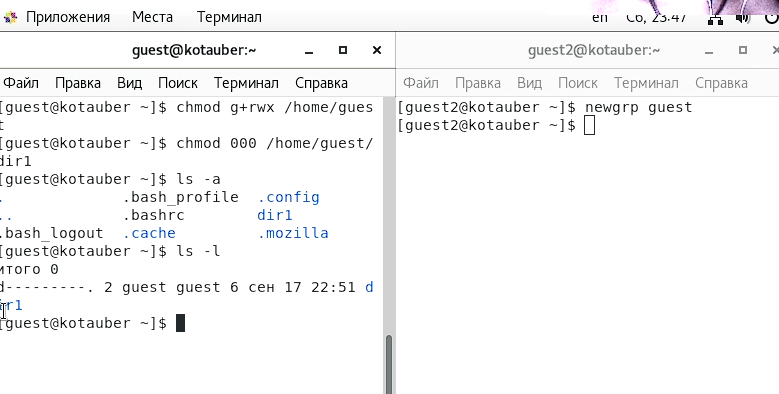 Приложения Места Терминал en Сб, 23:47
guest@kotauber:~
Файл Правка Вид Поиск Терминал Справка
[guest@kotauber ~]$ chmod g+rwx /home/gues
t
[guest@kotauber ~]$ chmod 000 /home/guest/
dir1
[guest@kotauber ~]$ ls -a
. .bash_profile .config
.. .bashrc dir1
.bash_logout .cache .mozilla
[guest@kotauber ~]$ ls -l
итого 0
d---------. 2 guest guest 6 сен 17 22:51 d
ir1
[guest@kotauber ~]$
guest2@kotauber:~
Файл Правка Вид Поиск Терминал Справка
[guest2@kotauber ~]$ newgrp guest
[guest2@kotauber ~]$